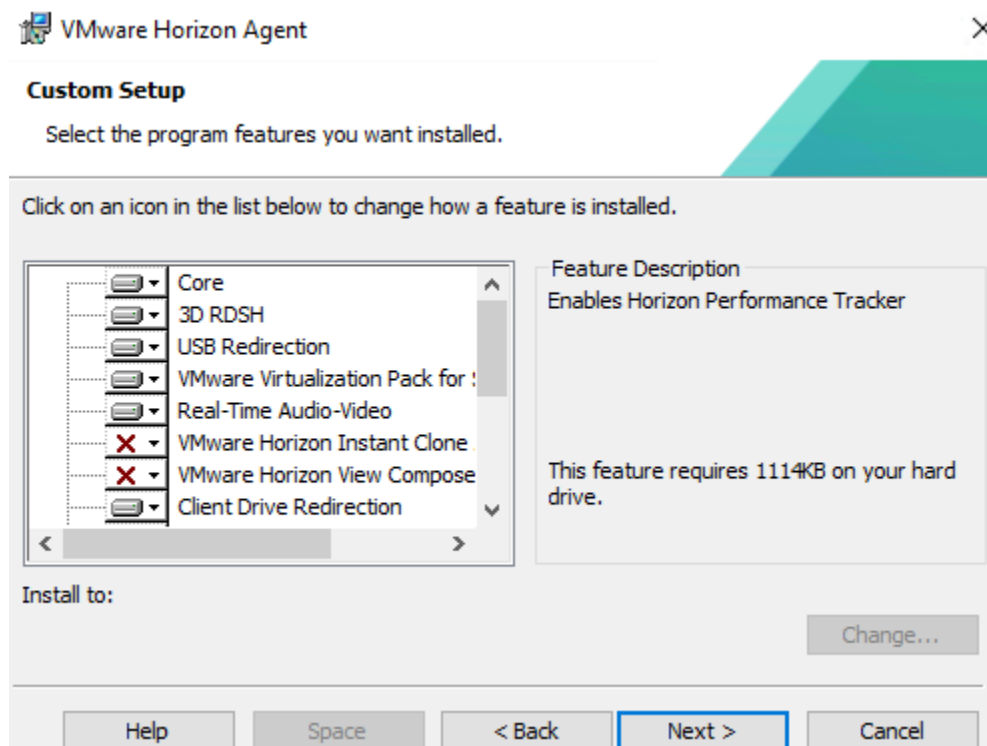 VMware Horizon Agent
Custom Setup
Select the program features you want installed.
Click on an icon in the list below to change how a feature is installed.
Core
3D RDSH
USB Redirection
VMware Virtualization Pack for
Real-Time Audio-Video
VMware Horizon Instant Clone
VMware Horizon View Compose
Client Drive Redirection
Feature Description
Enables Horizon Performance Tracker
This feature requires 1114KB on your hard
drive.
Install to:
Change...
Help
Space
< Back
Next >
Cancel